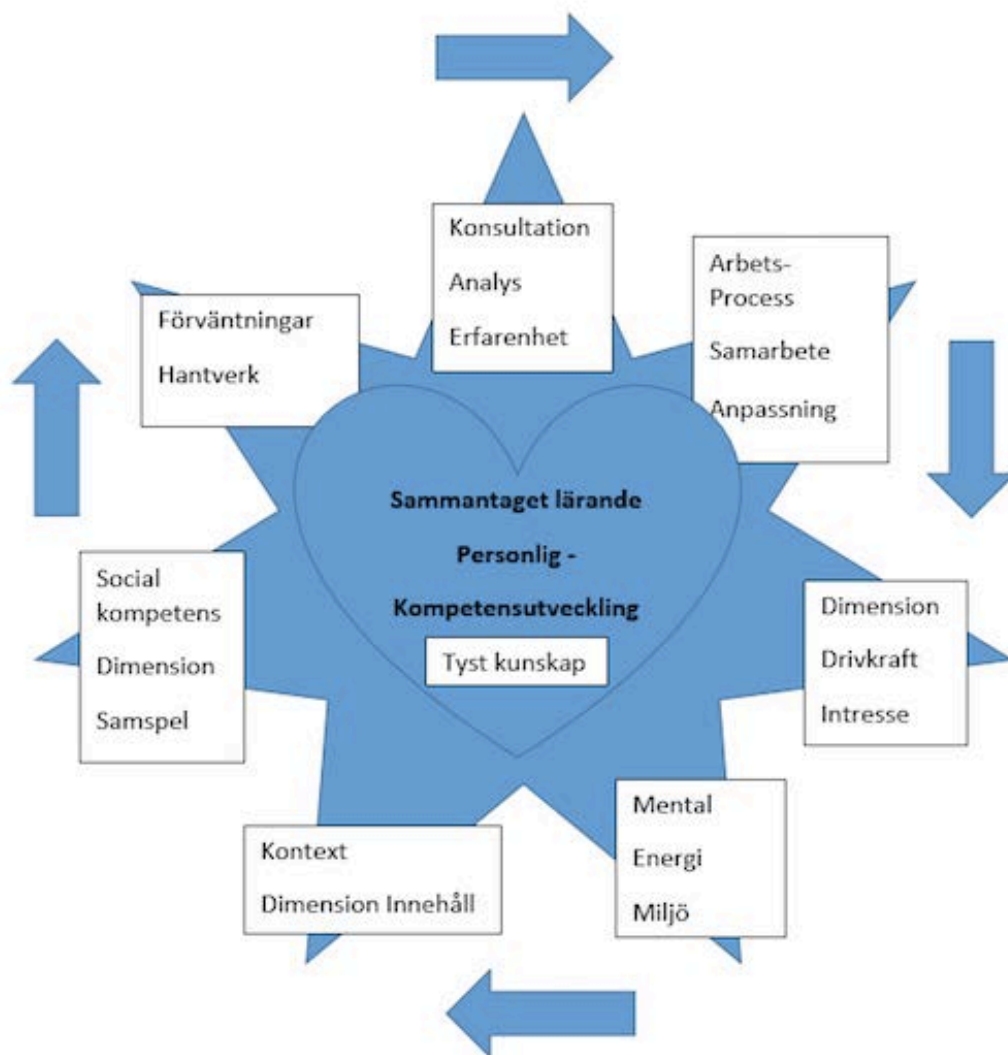 Konsultation
Analys
Erfarenhet
Arbets-
Process
Samarbete
Anpassning
Förväntningar
Hantverk
Sammantaget lärande
Personlig -
Kompetensutveckling
Tyst kunskap
Social
kompetens
Dimension
Samspel
Dimension
Drivkraft
Intresse
Kontext
Dimension Innehåll
Mental
Energi
Miljö